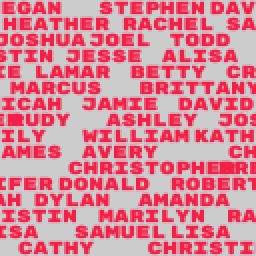 EGAN STEPHEN DAV
HEATHER RACHEL SA
JOSHUA JOEL TODD
STIN JESSE ALISA
IE LAMAR BETTY CR
MARCUS BRITTANY
ICAH JAMIE DAVID
RUDY ASHLEY JOS
ILY WILLIAM KATH
AMES AVERY CH
CHRISTOPHER
IFER DONALD ROBERT
AH DYLAN AMANDA
ISTIN MARILYN RA
ISA SAMUEL LISA
CATHY CHRISTI